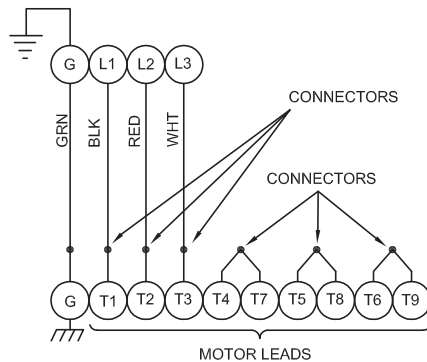 G L1 L2 L3
CONNECTORS
GRN BLK RED WHT
CONNECTORS
G T1 T2 T3 T4 T7 T5 T8 T6 T9
MOTOR LEADS